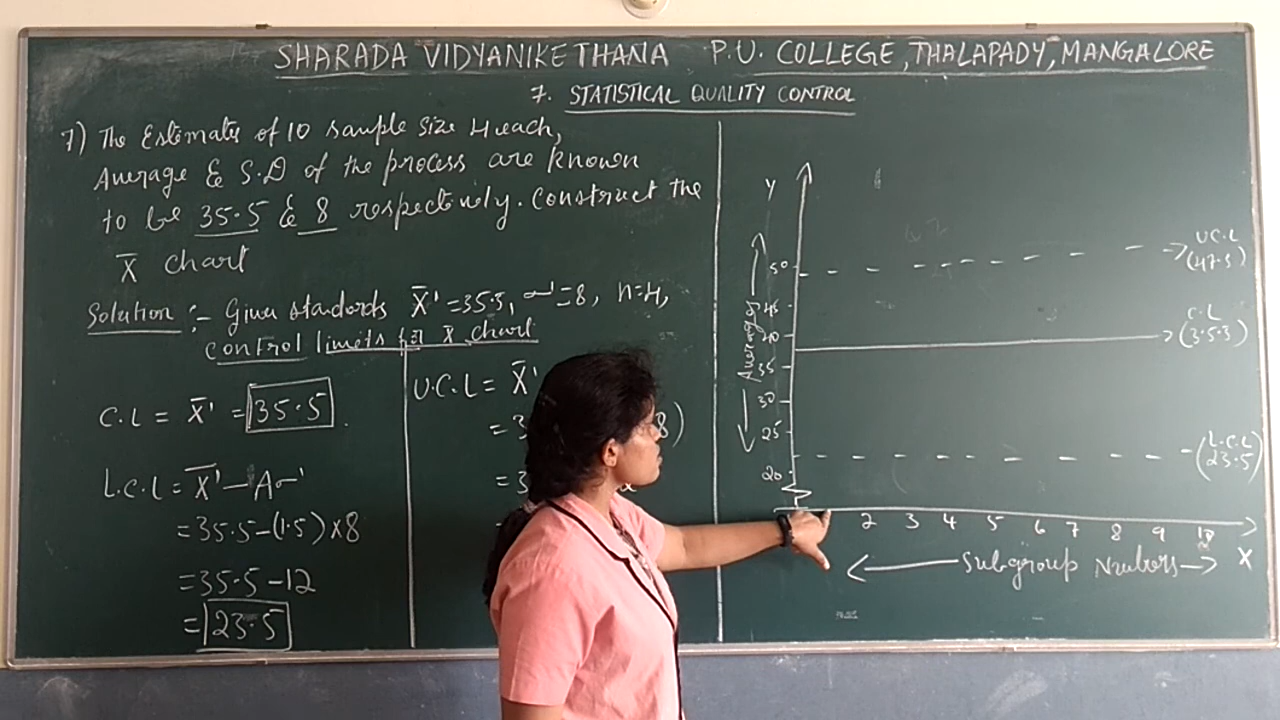 SHARADA VIDYANIKETHANA P.U. COLLEGE, THALAPADY, MANGALORE
7. STATISTICAL QUALITY CONTROL
7) The Estimates of 10 sample size 4 each,
Average & S.D of the process are known
to be 35.5 & 8 respectively. Construct the
X̅ chart
Solution :- Given standards X̅' = 35.5, σ' = 8, n=4,
control limits for X̅ chart
C.L = X̅' = 35.5
L.C.L = X̅' - Aσ'
= 35.5 - (1.5) x 8
= 35.5 - 12
= 23.5
U.C.L = X̅'
= 3
8)
= 3
Y
50
45
40
35
30
25
20
Averages
U.C.L
(47.5)
C.L
(35.5)
L.C.L
(23.5)
2 3 4 5 6 7 8 9 10
Subgroup Numbers
X